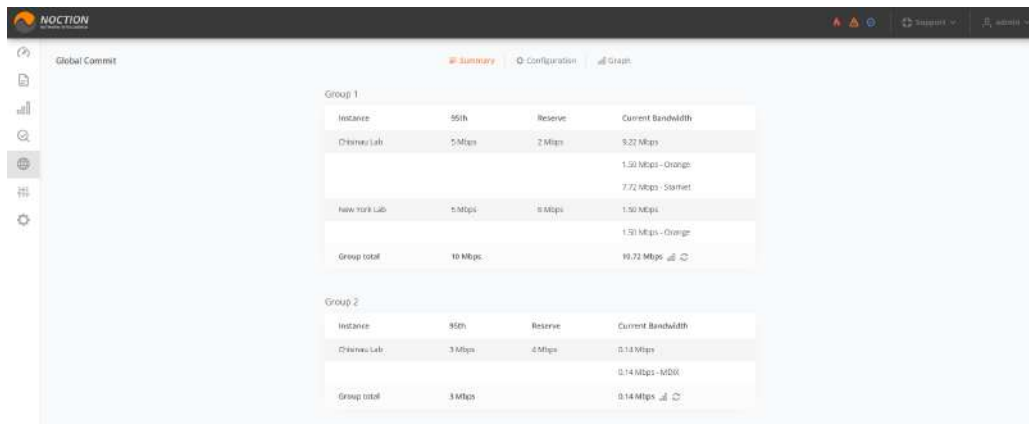 NOCTION
Support
admin
Global Commit
Summary
Configuration
Graph
Group 1
Instance 95th Reserve Current Bandwidth
Chisinau Lab 5 Mbps 2 Mbps 9.22 Mbps
1.50 Mbps - Orange
7.72 Mbps - Starnet
New York Lab 5 Mbps Mbps 1.50 Mbps
1.50 Mbps - Orange
Group total 10 Mbps 10.72 Mbps
Group 2
Instance 95th Reserve Current Bandwidth
Chisinau Lab 3 Mbps 4 Mbps 0.14 Mbps
0.14 Mbps - MDIX
Group total 3 Mbps 0.14 Mbps